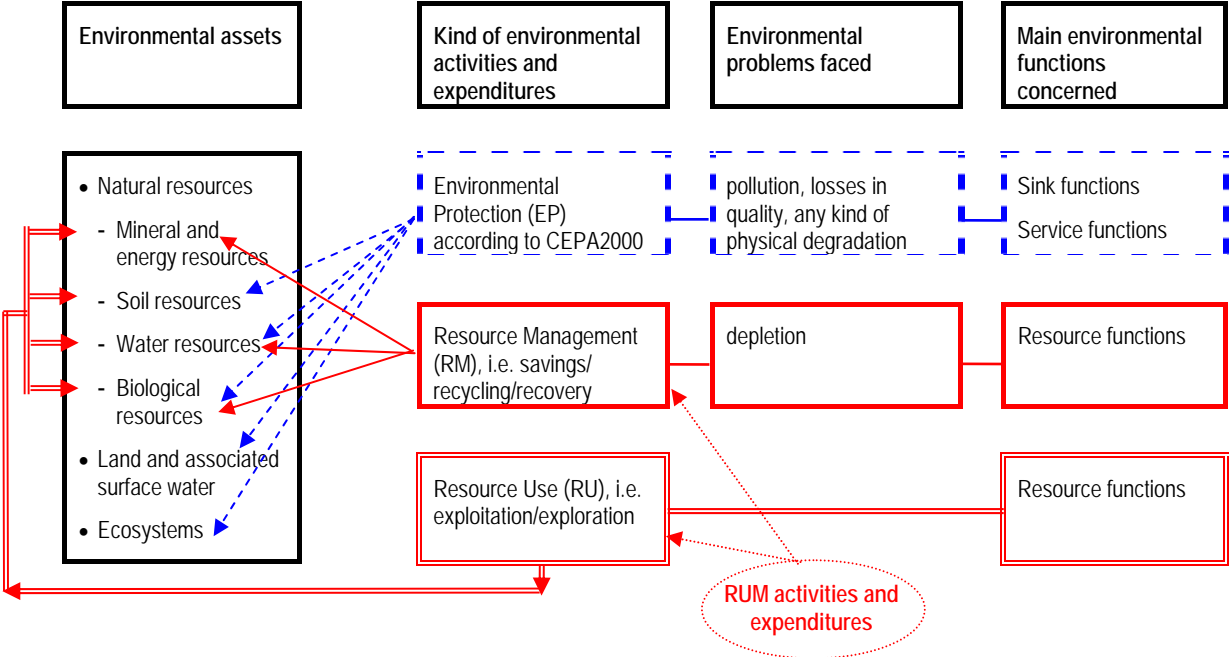 Environmental assets
Kind of environmental
activities and
expenditures
Environmental
problems faced
Main environmental
functions
concerned
• Natural resources
- Mineral and
energy resources
- Soil resources
- Water resources
- Biological
resources
• Land and associated
surface water
• Ecosystems
Environmental
Protection (EP)
according to CEPA2000
pollution, losses in
quality, any kind of
physical degradation
Sink functions
Service functions
Resource Management
(RM), i.e. savings/
recycling/recovery
depletion
Resource functions
Resource Use (RU), i.e.
exploitation/exploration
Resource functions
RUM activities and
expenditures